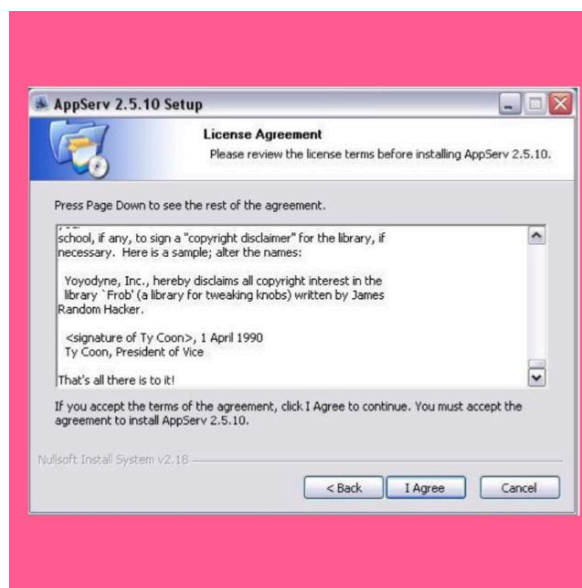 AppServ 2.5.10 Setup
License Agreement
Please review the license terms before installing AppServ 2.5.10.
Press Page Down to see the rest of the agreement.
school, if any, to sign a "copyright disclaimer" for the library, if
necessary. Here is a sample; alter the names:
Yoyodyne, Inc., hereby disclaims all copyright interest in the
library `Frob' (a library for tweaking knobs) written by James
Random Hacker.
<signature of Ty Coon>, 1 April 1990
Ty Coon, President of Vice
That's all there is to it!
If you accept the terms of the agreement, click I Agree to continue. You must accept the
agreement to install AppServ 2.5.10.
Nullsoft Install System v2.18
< Back
I Agree
Cancel